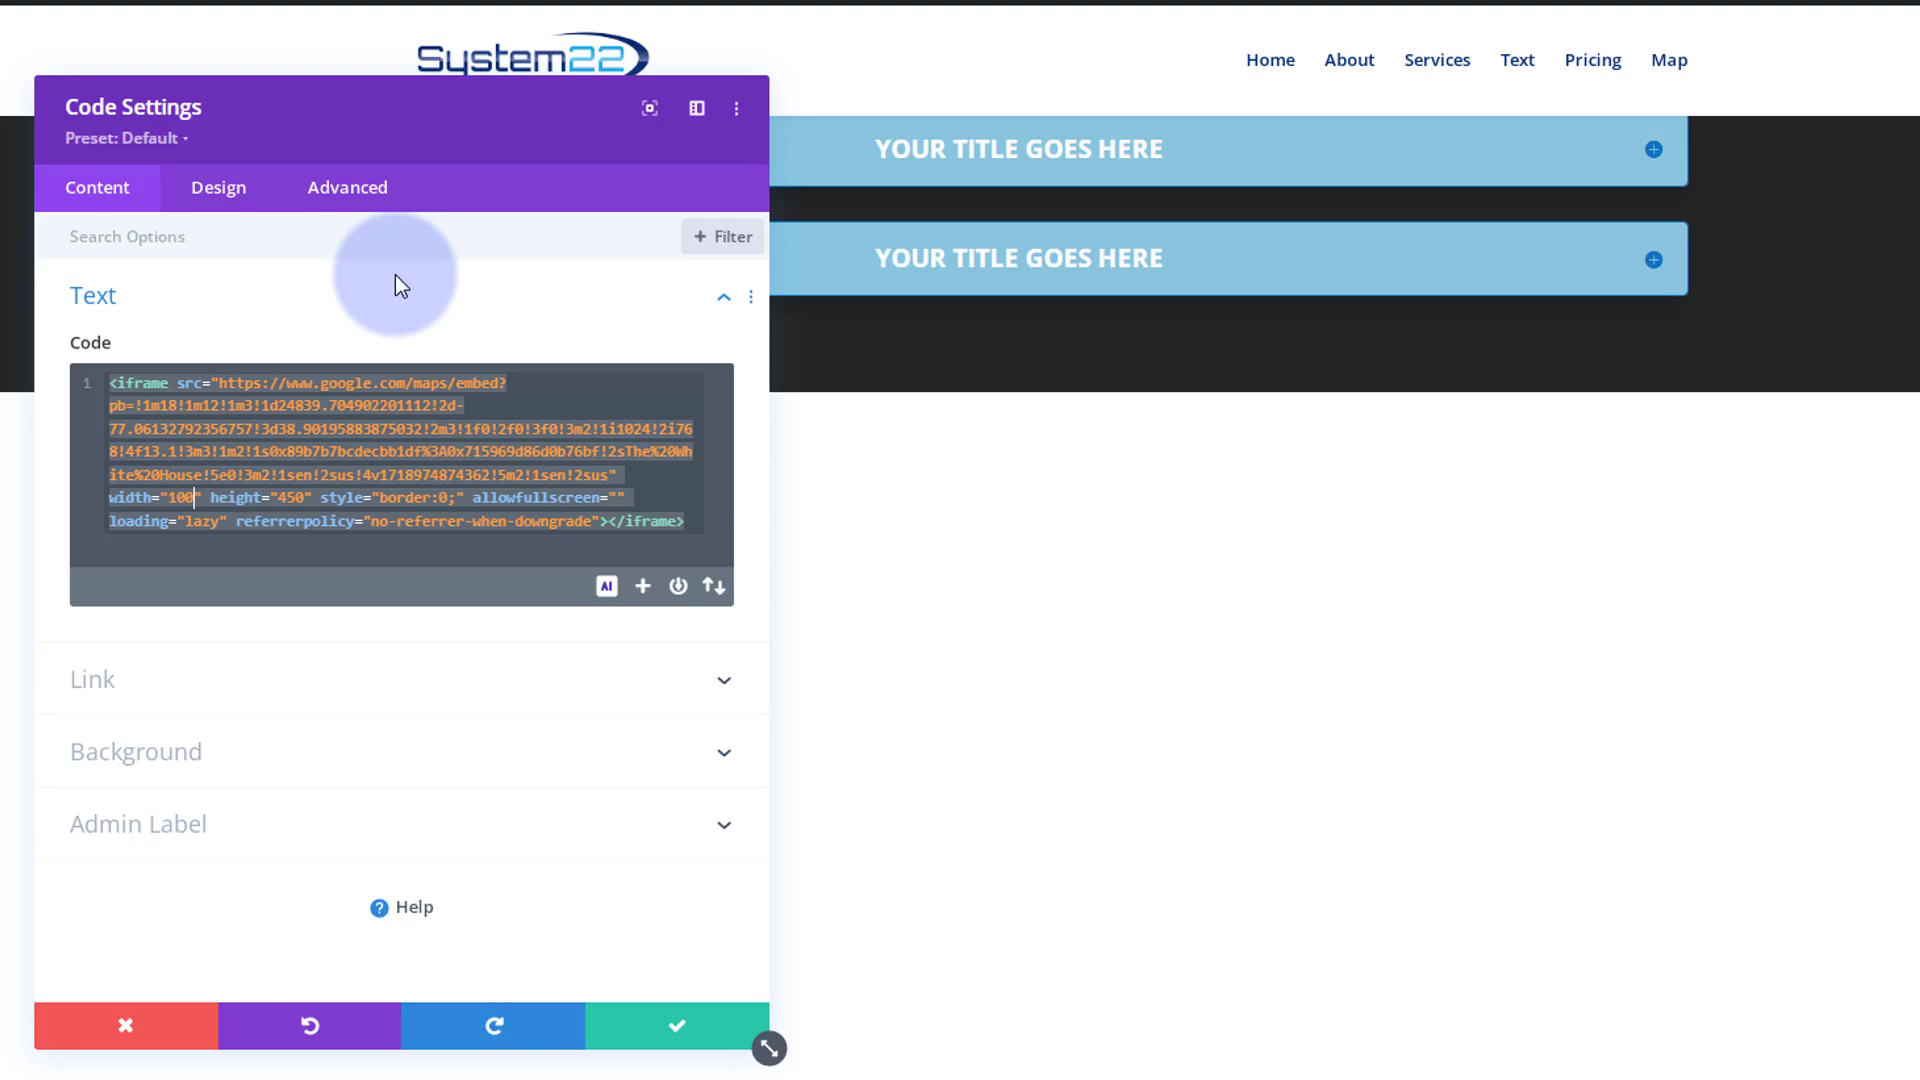 System22
Home About Services Text Pricing Map
Code Settings
Preset: Default
Content Design Advanced
Search Options
+ Filter
YOUR TITLE GOES HERE
YOUR TITLE GOES HERE
Text
Code
1 <iframe src="https://www.google.com/maps/embed?
pb=!1m18!1m12!1m3!1d24839.704902201112!2d-
77.06132792356757!3d38.90195883875032!2m3!1f0!2f0!3f0!3m2!1i1024!2i76
8!4f13.1!3m3!1m2!1s0x89b7b7bcdecbb1df%3A0x715969d86d0b76bf!2sThe%20Wh
ite%20House!5e0!3m2!1sen!2sus!4v1718974874362!5m2!1sen!2sus"
width="100" height="450" style="border:0;" allowfullscreen=""
loading="lazy" referrerpolicy="no-referrer-when-downgrade"></iframe>
AI
Link
Background
Admin Label
Help